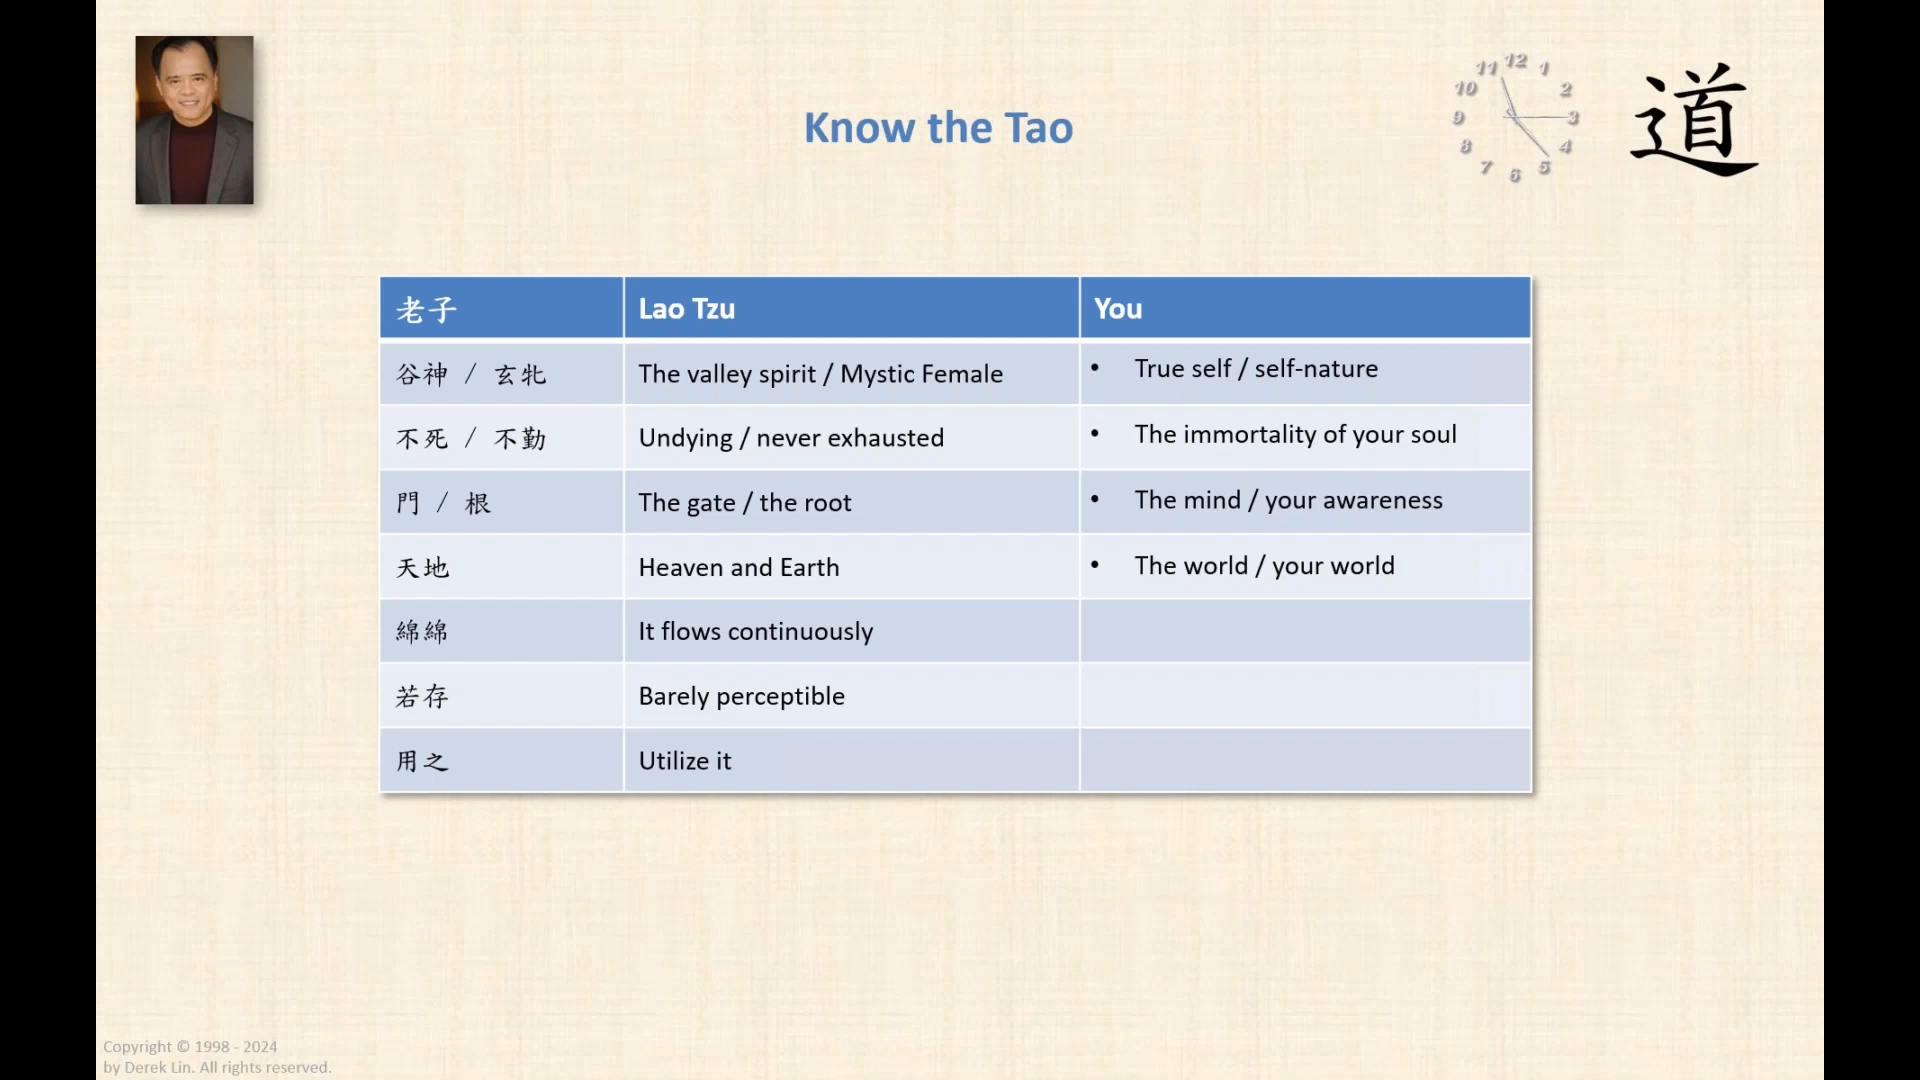 Know the Tao
11 12 1
10 2
9 3
8 4
7 6 5
道
老子 Lao Tzu You
谷神 / 玄牝 The valley spirit / Mystic Female • True self / self-nature
不死 / 不勤 Undying / never exhausted • The immortality of your soul
門 / 根 The gate / the root • The mind / your awareness
天地 Heaven and Earth • The world / your world
綿綿 It flows continuously
若存 Barely perceptible
用之 Utilize it
Copyright © 1998 - 2024
by Derek Lin. All rights reserved.